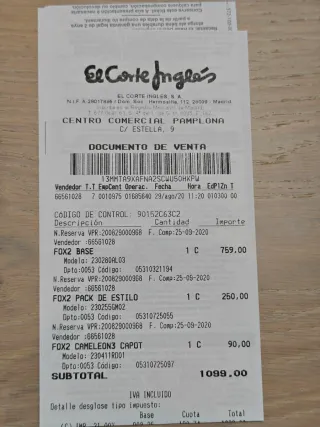 El Corte Inglés
EL CORTE INGLES, S.A.
CENTRO COMERCIAL PAMPLONA
C/ ESTELLA, 9
DOCUMENTO DE VENTA
13MMTA9XAFNA2SCWU5OHXPW
Vendedor T.T EmpCent Operac. Fecha Hora EdPlZn T
66561028 7 0010975 01685640 29/ago/20 11:20 010300 00
CODIGO DE CONTROL: 90152C63C2
Descripción Cantidad Importe
N.Reserva VPR:200829000968 F.Comp:25-09-2020
Vendedor :66561028
FOX2 BASE 1 C 759,00
Modelo: 230280AL03
Dpto:0053 Código: 05310321194
N.Reserva VPR:200829000968 F. Comp:25-09-2020
Vendedor :66561028
FOX2 PACK DE ESTILO 1 C 250,00
Modelo: 230255GM02
Dpto:0053 Código: 05310725055
N.Reserva VPR:200829000968 F. Comp:25-09-2020
Vendedor :66561028
FOX2 CAMELEON3 CAPOT 1 C 90,00
Modelo: 230411RD01
Dpto:0053 Código: 05310725097
SUBTOTAL 1099.00
IVA INCLUIDO
Detalle desglose tipo impuesto:
Base Cuota Total